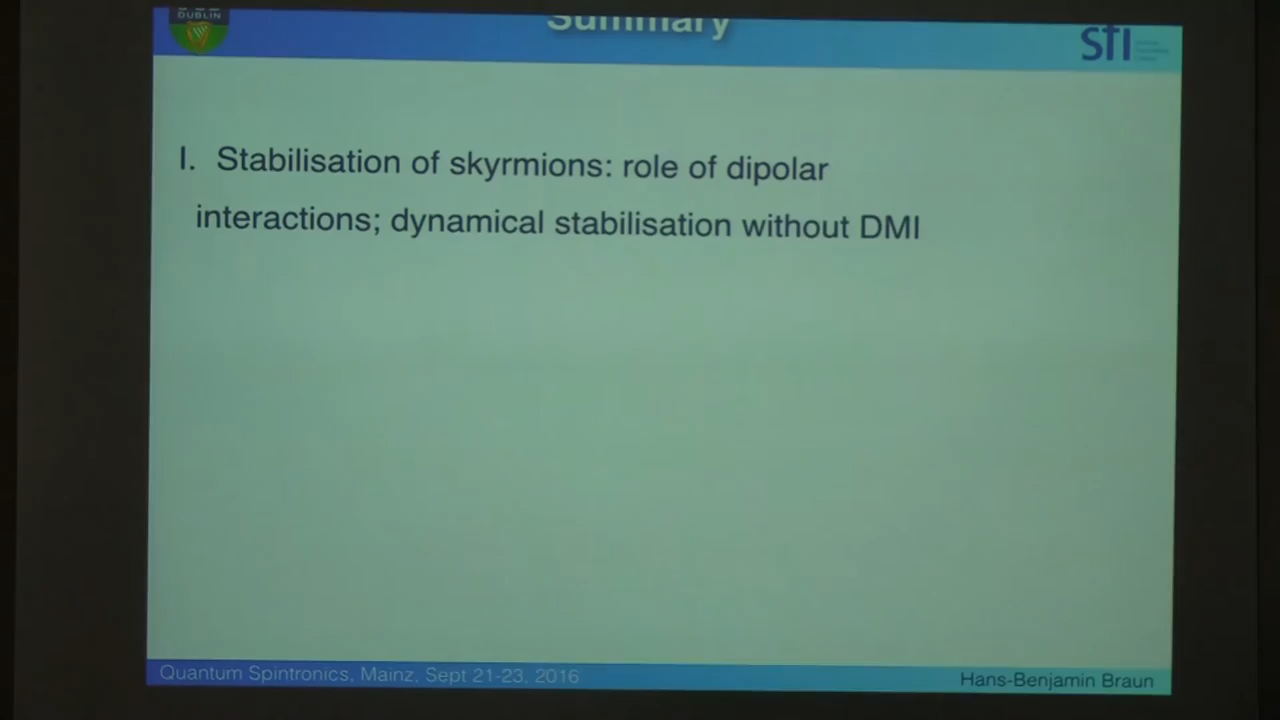 DUBLIN
Summary
STI
I. Stabilisation of skyrmions: role of dipolar
interactions; dynamical stabilisation without DMI
Quantum Spintronics, Mainz, Sept 21-23, 2016
Hans-Benjamin Braun